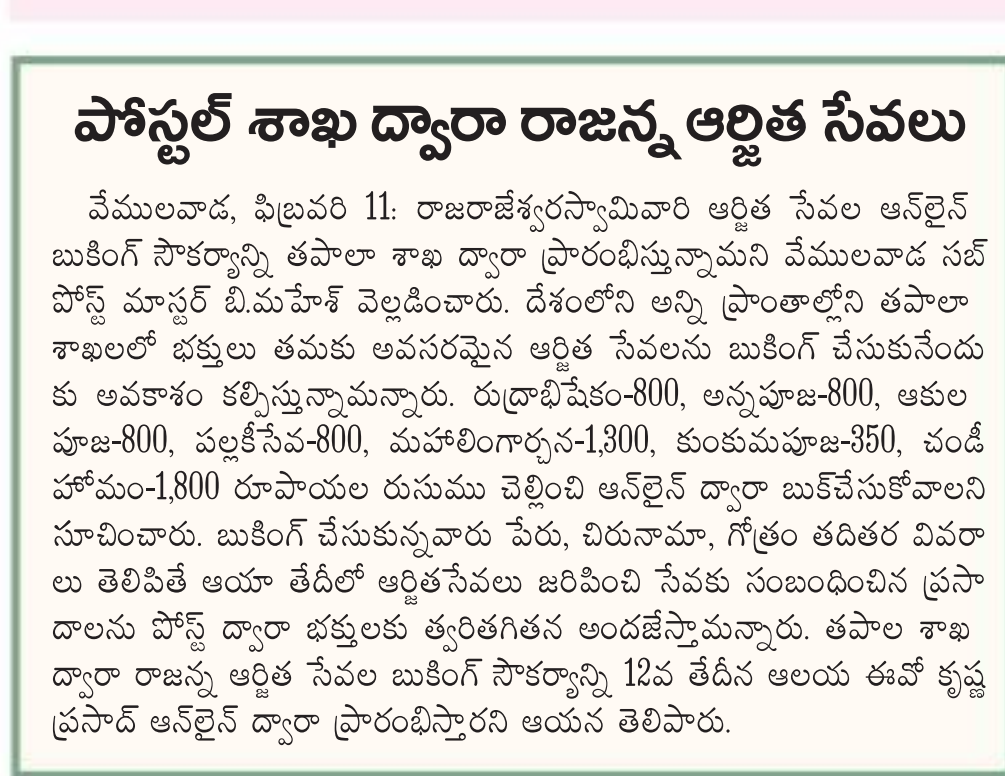 పోస్టల్ శాఖ ద్వారా రాజన్న ఆర్జిత సేవలు
వేములవాడ, ఫిబ్రవరి 11: రాజరాజేశ్వరస్వామివారి ఆర్జిత సేవల ఆన్‌లైన్
బుకింగ్ సౌకర్యాన్ని తపాలా శాఖ ద్వారా ప్రారంభిస్తున్నామని వేములవాడ సబ్
పోస్ట్ మాస్టర్ బి.మహేశ్ వెల్లడించారు. దేశంలోని అన్ని ప్రాంతాల్లోని తపాలా
శాఖలలో భక్తులు తమకు అవసరమైన ఆర్జిత సేవలను బుకింగ్ చేసుకునేందు
కు అవకాశం కల్పిస్తున్నామన్నారు. రుద్రాభిషేకం-800, అన్నపూజ-800, ఆకుల
పూజ-800, పల్లకీసేవ-800, మహాలింగార్చన-1,300, కుంకుమపూజ-350, చండీ
హోమం-1,800 రూపాయల రుసుము చెల్లించి ఆన్‌లైన్ ద్వారా బుక్‌చేసుకోవాలని
సూచించారు. బుకింగ్ చేసుకున్నవారు పేరు, చిరునామా, గోత్రం తదితర వివరా
లు తెలిపితే ఆయా తేదీలో ఆర్జితసేవలు జరిపించి సేవకు సంబంధించిన ప్రసా
దాలను పోస్ట్ ద్వారా భక్తులకు త్వరితగితన అందజేస్తామన్నారు. తపాల శాఖ
ద్వారా రాజన్న ఆర్జిత సేవల బుకింగ్ సౌకర్యాన్ని 12వ తేదీన ఆలయ ఈవో కృష్ణ
ప్రసాద్ ఆన్‌లైన్ ద్వారా ప్రారంభిస్తారని ఆయన తెలిపారు.